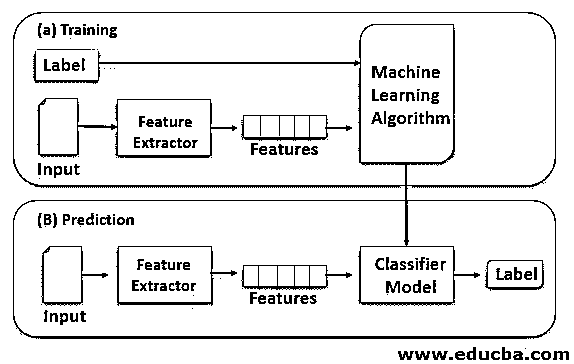 (a) Training
Label
Machine
Learning
Algorithm
Feature
Extractor
Features
Input
(B) Prediction
Feature
Extractor
Features
Classifier
Model
Label
Input
www.educba.com